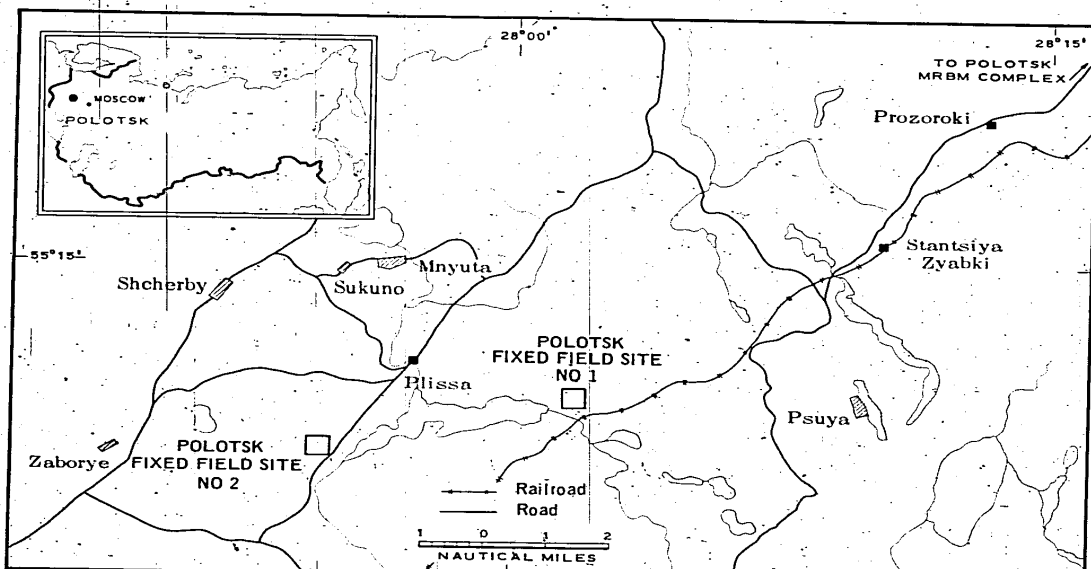 28°00'
28°15'
TO POLOTSK
MRBM COMPLEX
MOSCOW
POLOTSK
Prozoroki
55°15'
Stantsiya
Zyabki
Shcherby
Mnyuta
Sukuno
POLOTSK
FIXED FIELD SITE
NO 1
Plissa
Psuya
POLOTSK
FIXED FIELD SITE
NO 2
Zaborye
Railroad
Road
1 0 1 2
NAUTICAL MILES